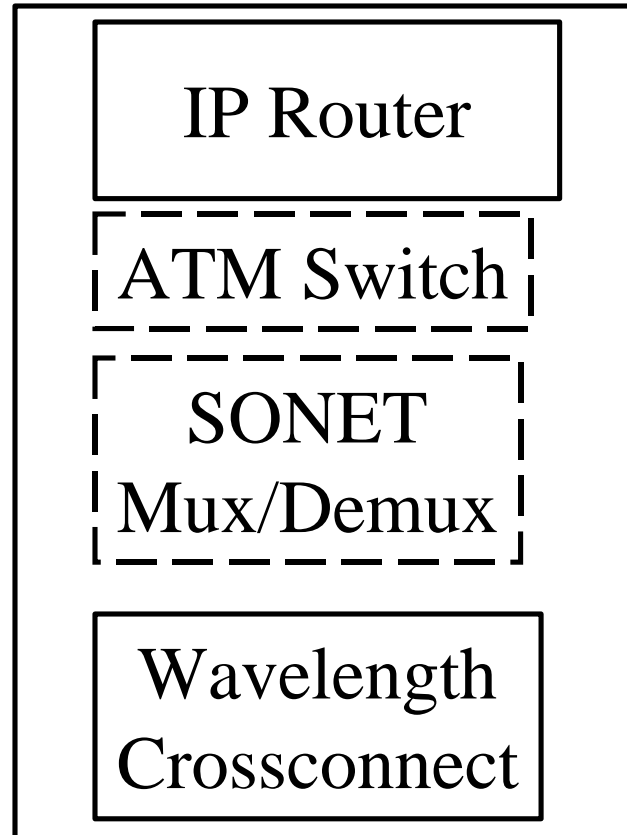 IP Router
ATM Switch
SONET
Mux/Demux
Wavelength
Crossconnect